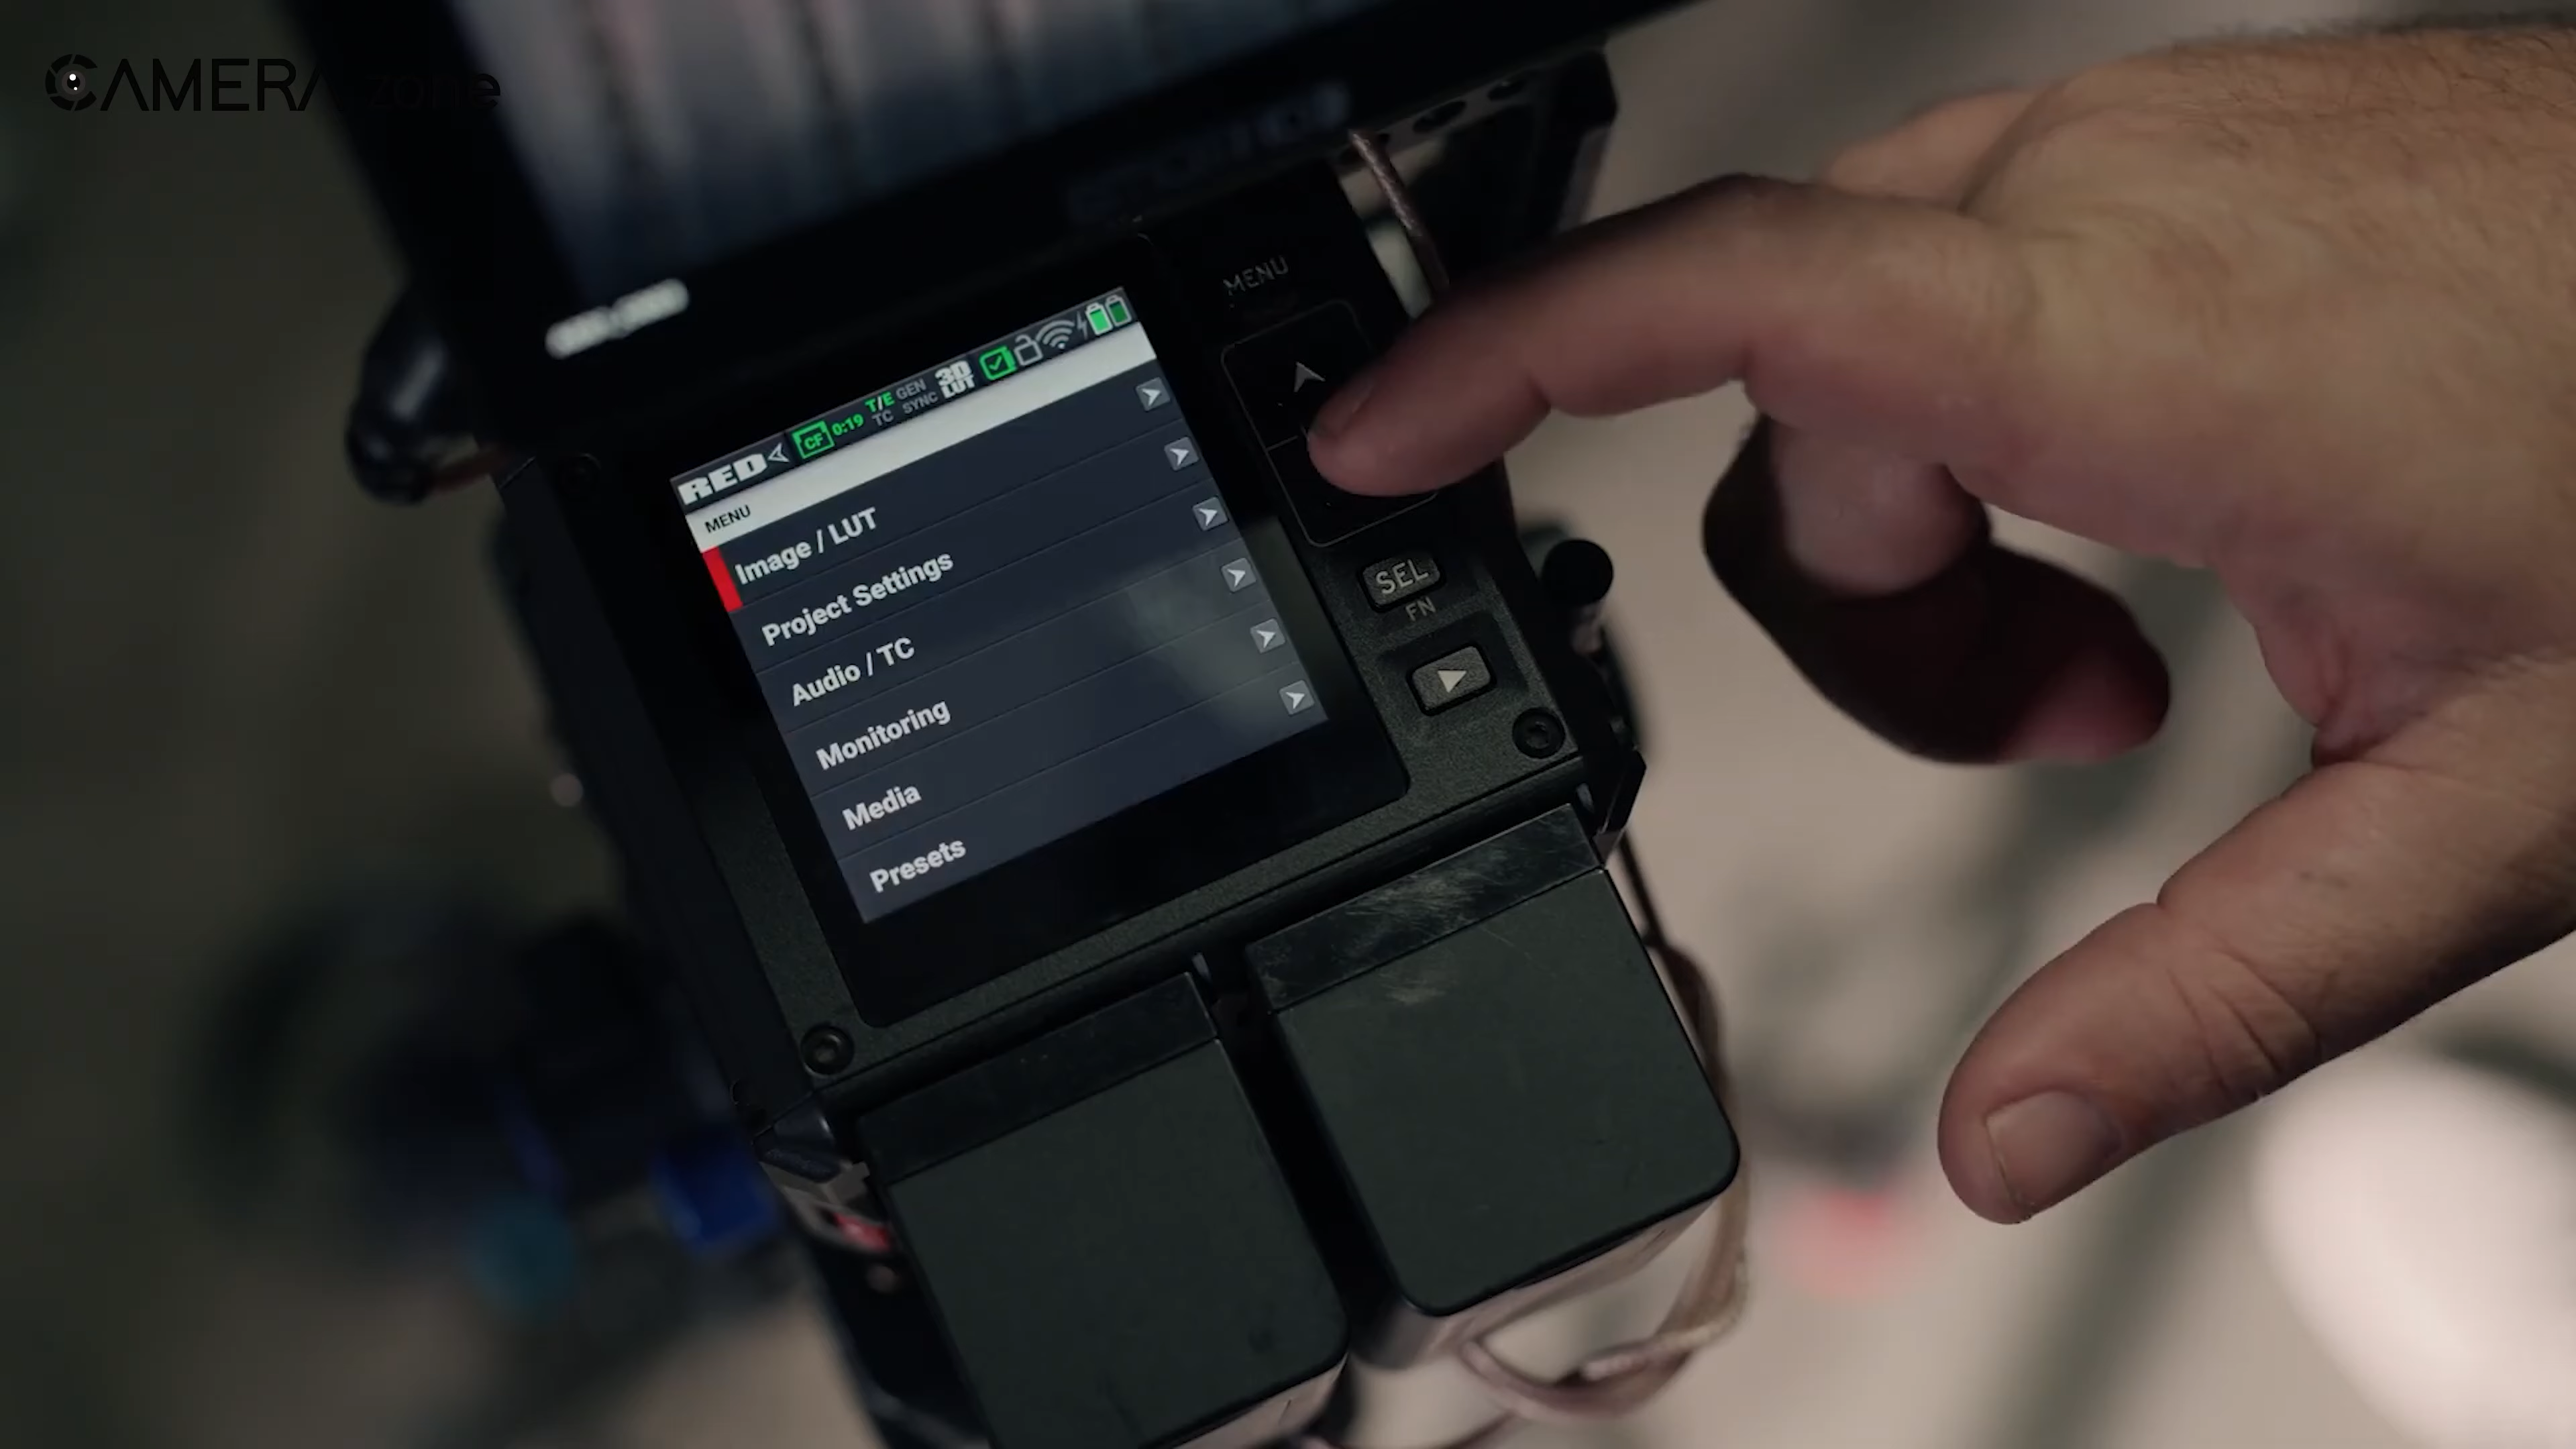 CAMERA zone
MENU
RED
CF 0:19 T/E TC GEN SYNC 3D LUT
MENU
Image / LUT
Project Settings
Audio / TC
Monitoring
Media
Presets
SEL
FN